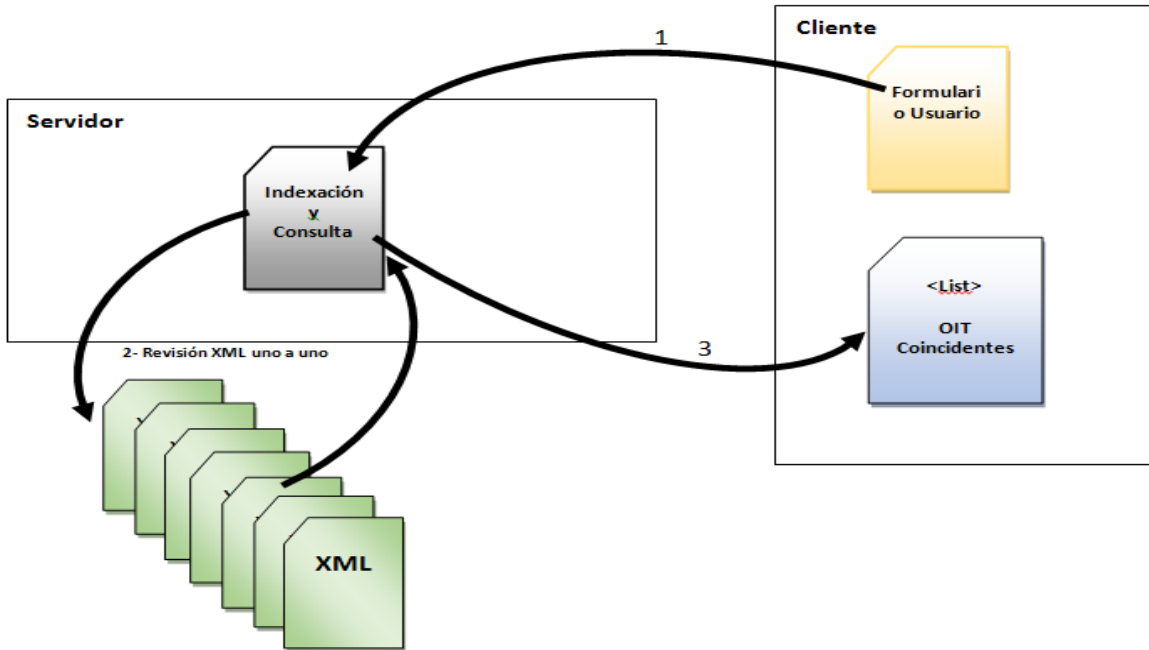 Cliente
1
Formulari
o Usuario
Servidor
Indexación
y
Consulta
<List>
OIT
Coincidentes
2- Revisión XML uno a uno
3
XML